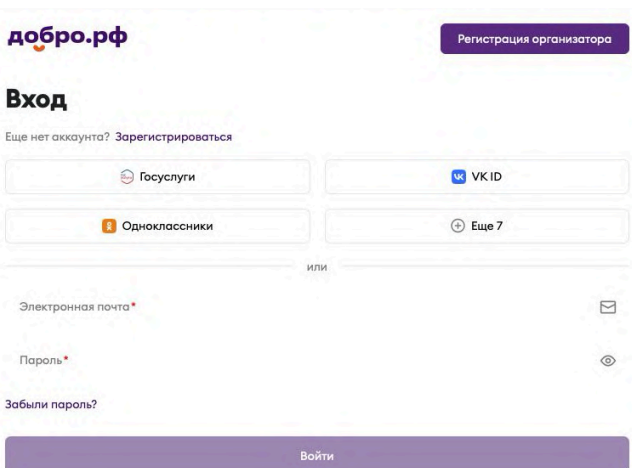 добро.рф
Регистрация организатора
Вход
Еще нет аккаунта? Зарегистрироваться
Госуслуги
VK ID
Одноклассники
Еще 7
или
Электронная почта*
Пароль*
Забыли пароль?
Войти